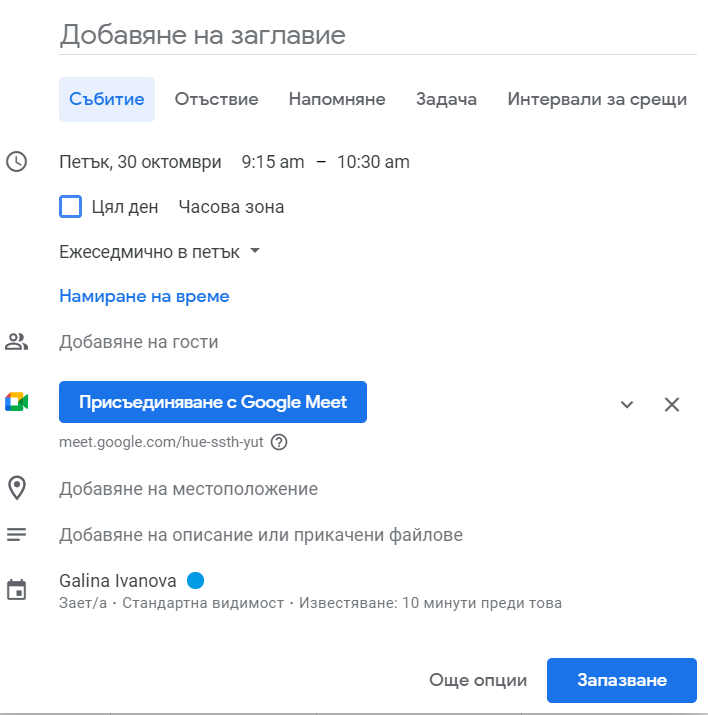 Добавяне на заглавие
Събитие Отъствие Напомняне Задача Интервали за срещи
Петък, 30 октомври 9:15 am – 10:30 am
Цял ден Часова зона
Ежеседмично в петък
Намиране на време
Добавяне на гости
Присъединяване с Google Meet
meet.google.com/hue-ssth-yut
Добавяне на местоположение
Добавяне на описание или прикачени файлове
Galina Ivanova
Зает/а · Стандартна видимост · Известяване: 10 минути преди това
Още опции Запазване